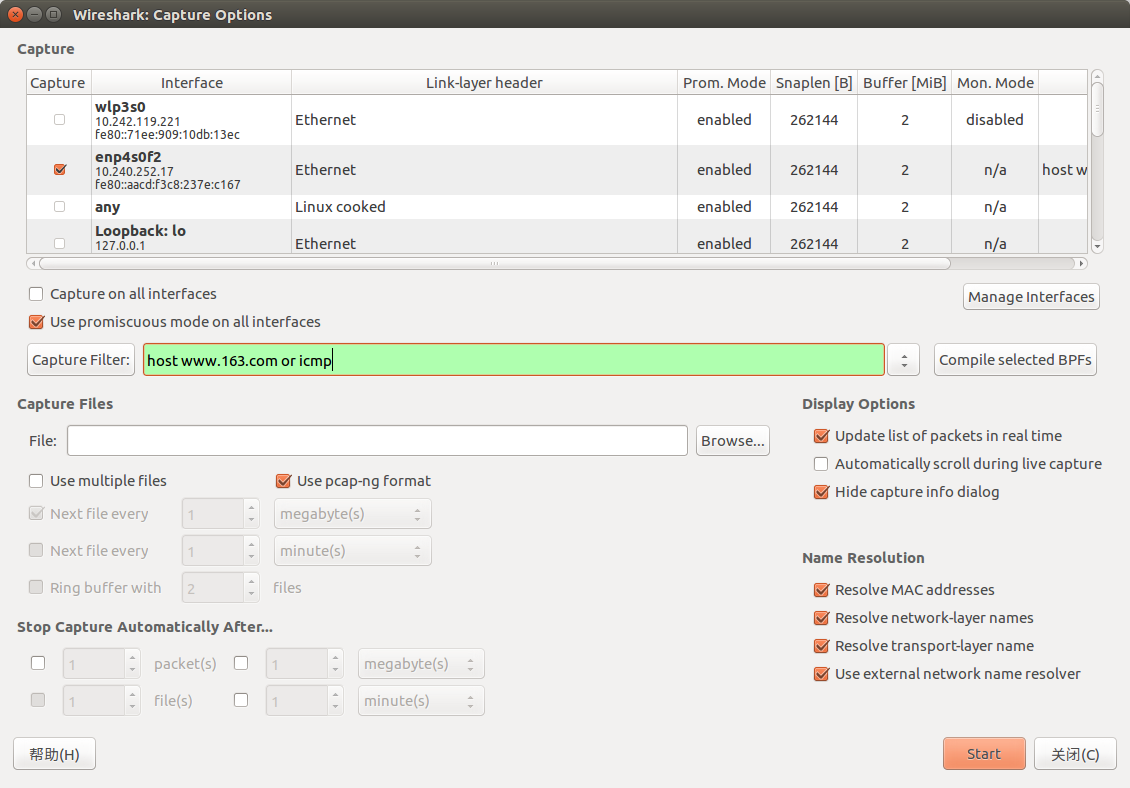 Wireshark: Capture Options
Capture
Capture Interface Link-layer header Prom. Mode Snaplen [B] Buffer [MiB] Mon. Mode
wlp3s0
10.242.119.221
fe80::71ee:909:10db:13ec
Ethernet enabled 262144 2 disabled
enp4s0f2
10.240.252.17
fe80::aacd:f3c8:237e:c167
Ethernet enabled 262144 2 n/a host w
any Linux cooked enabled 262144 2 n/a
Loopback: lo
127.0.0.1
Ethernet enabled 262144 2 n/a
Capture on all interfaces
Manage Interfaces
Use promiscuous mode on all interfaces
Capture Filter: host www.163.com or icmp Compile selected BPFs
Capture Files
File: Browse...
Use multiple files Use pcap-ng format
Next file every 1 megabyte(s)
Next file every 1 minute(s)
Ring buffer with 2 files
Stop Capture Automatically After...
1 packet(s) 1 megabyte(s)
1 file(s) 1 minute(s)
Display Options
Update list of packets in real time
Automatically scroll during live capture
Hide capture info dialog
Name Resolution
Resolve MAC addresses
Resolve network-layer names
Resolve transport-layer name
Use external network name resolver
帮助(H) Start 关闭(C)